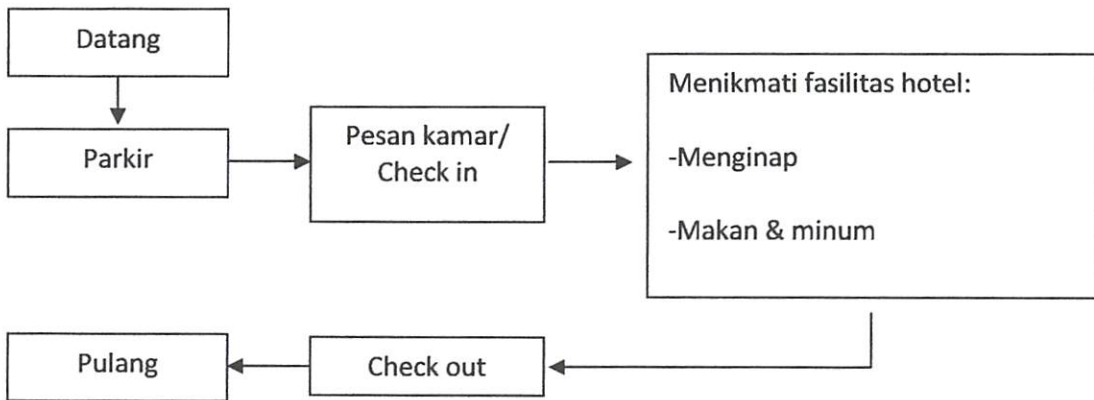 Datang
Parkir
Pesan kamar/
Check in
Menikmati fasilitas hotel:
-Menginap
-Makan & minum
Check out
Pulang